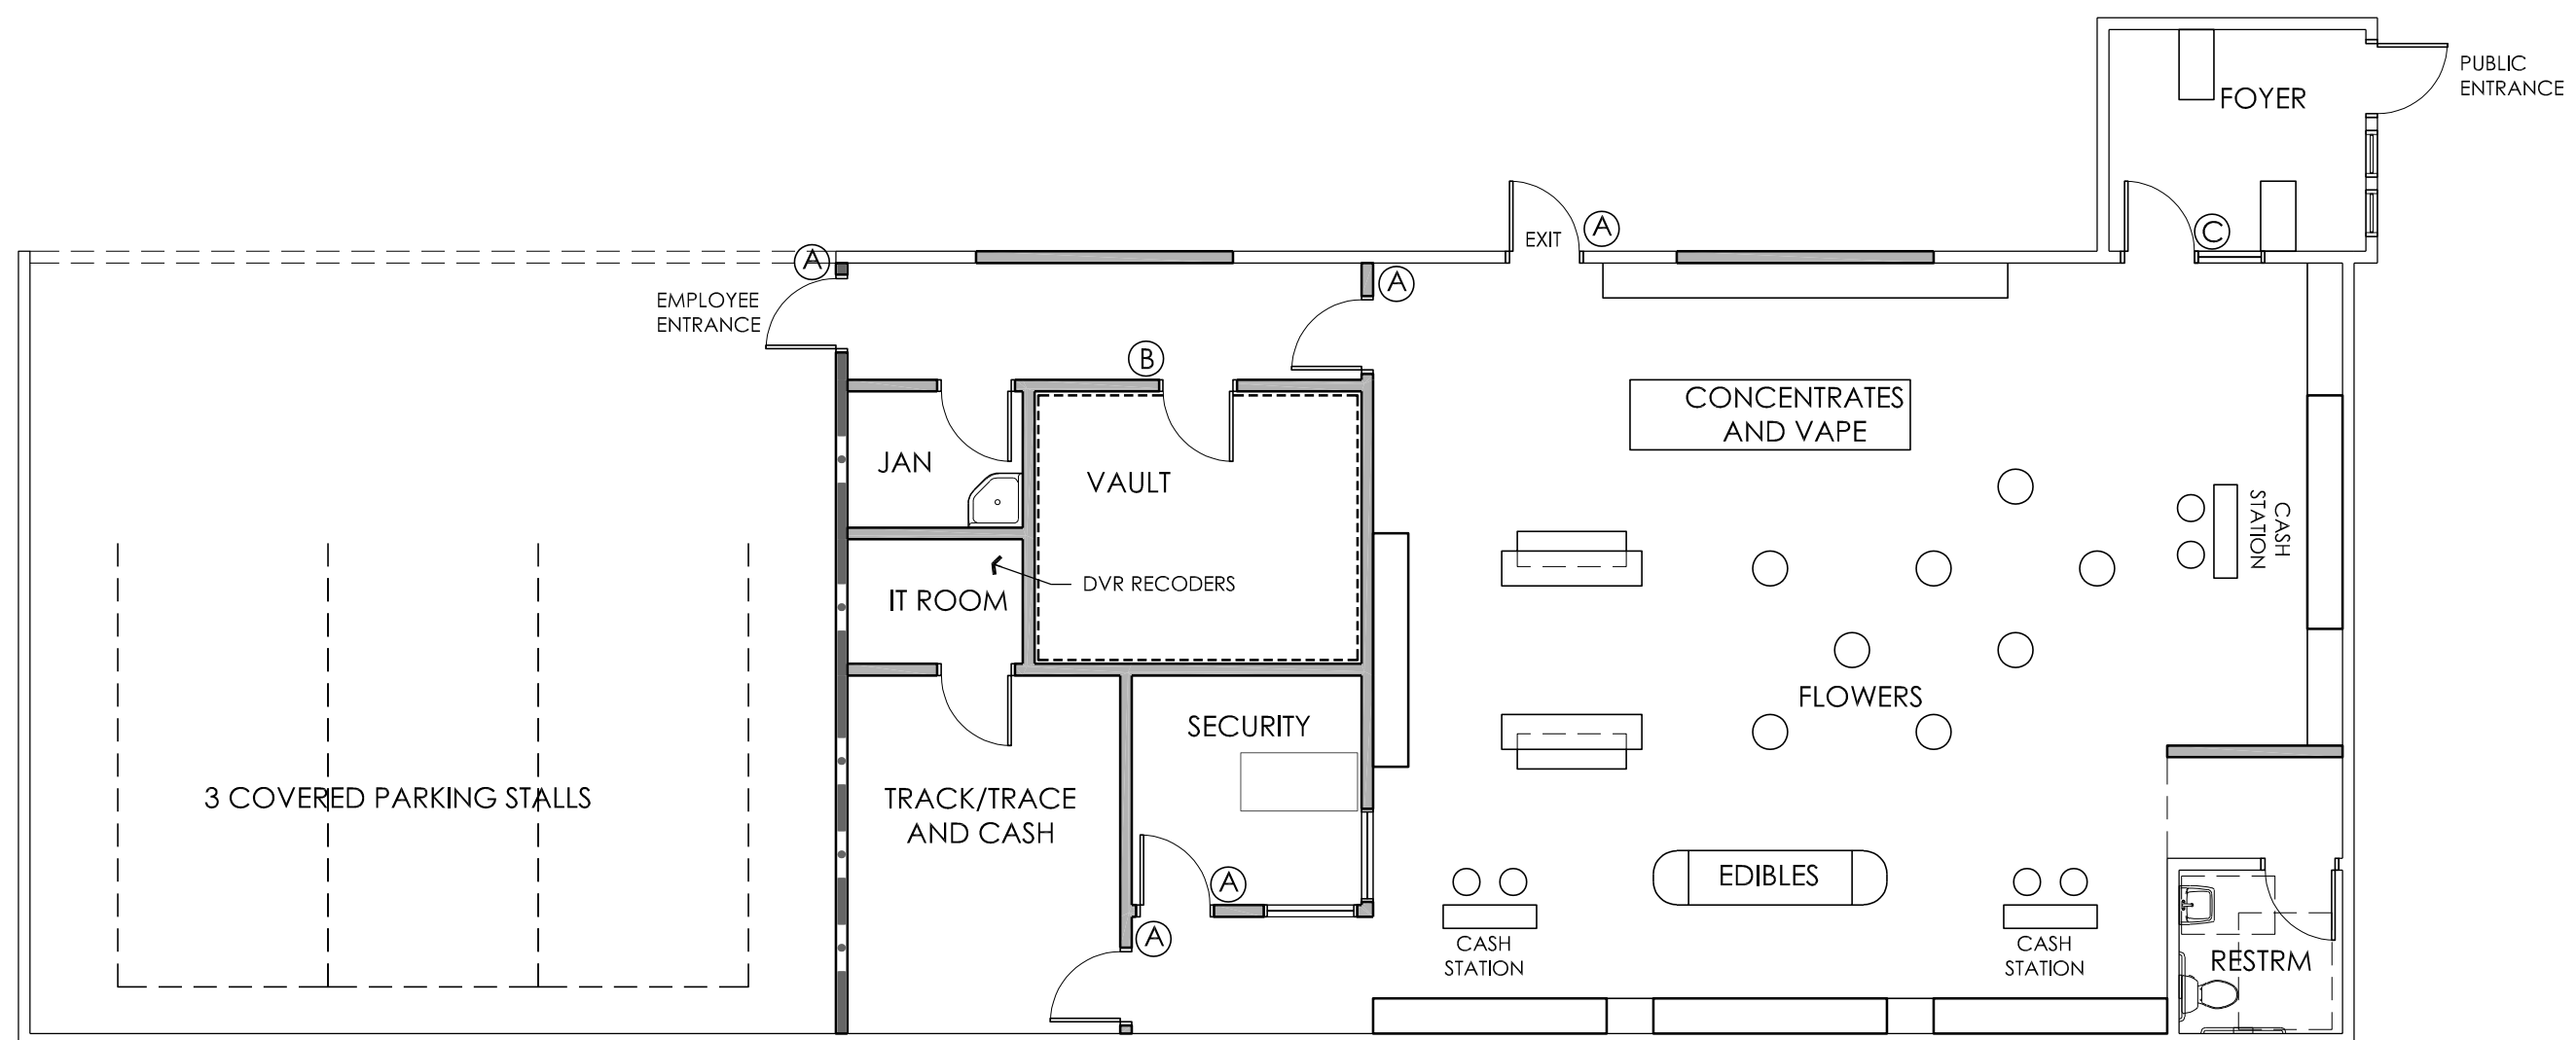 PUBLIC
ENTRANCE
FOYER
A
EXIT
A
C
EMPLOYEE
ENTRANCE
A
B
JAN
VAULT
CONCENTRATES
AND VAPE
CASH
STATION
IT ROOM
DVR RECODERS
FLOWERS
SECURITY
3 COVERED PARKING STALLS
TRACK/TRACE
AND CASH
A
EDIBLES
A
CASH
STATION
CASH
STATION
RESTRM